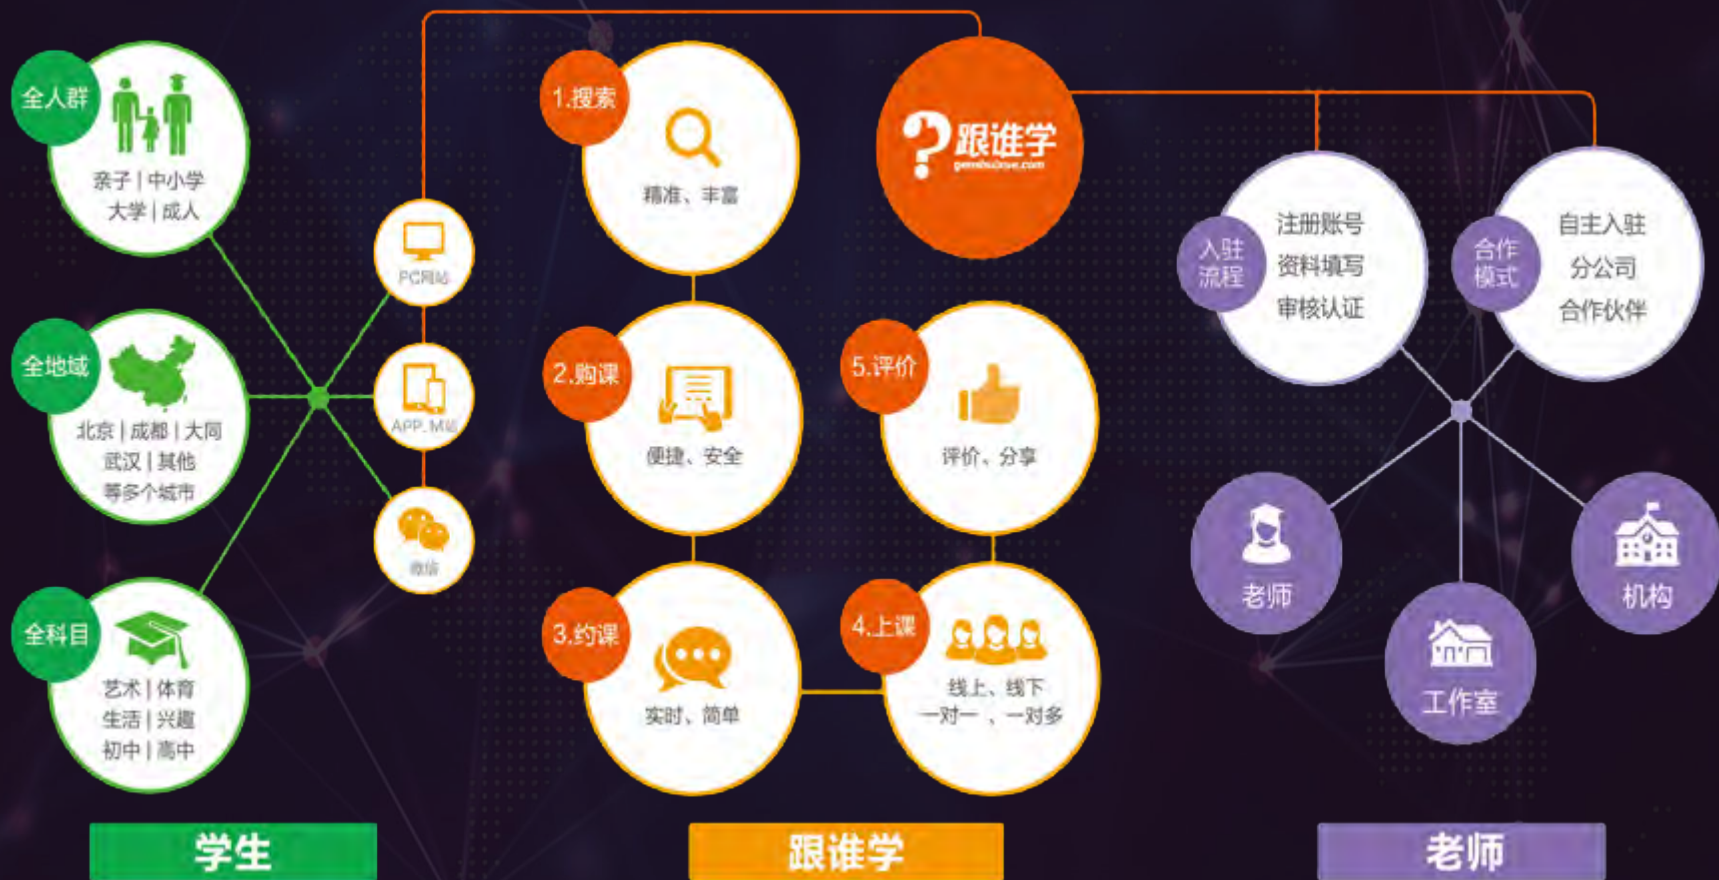 全人群
亲子 | 中小学
大学 | 成人
全地域
北京 | 成都 | 大同
武汉 | 其他
等多个城市
全科目
艺术 | 体育
生活 | 兴趣
初中 | 高中
PC网站
APP、M站
微信
1.搜索
精准、丰富
2.购课
便捷、安全
3.约课
实时、简单
4.上课
线上、线下
一对一 、一对多
5.评价
评价、分享
跟谁学
genshuixue.com
入驻
流程
注册账号
资料填写
审核认证
合作
模式
自主入驻
分公司
合作伙伴
老师
工作室
机构
学生
跟谁学
老师